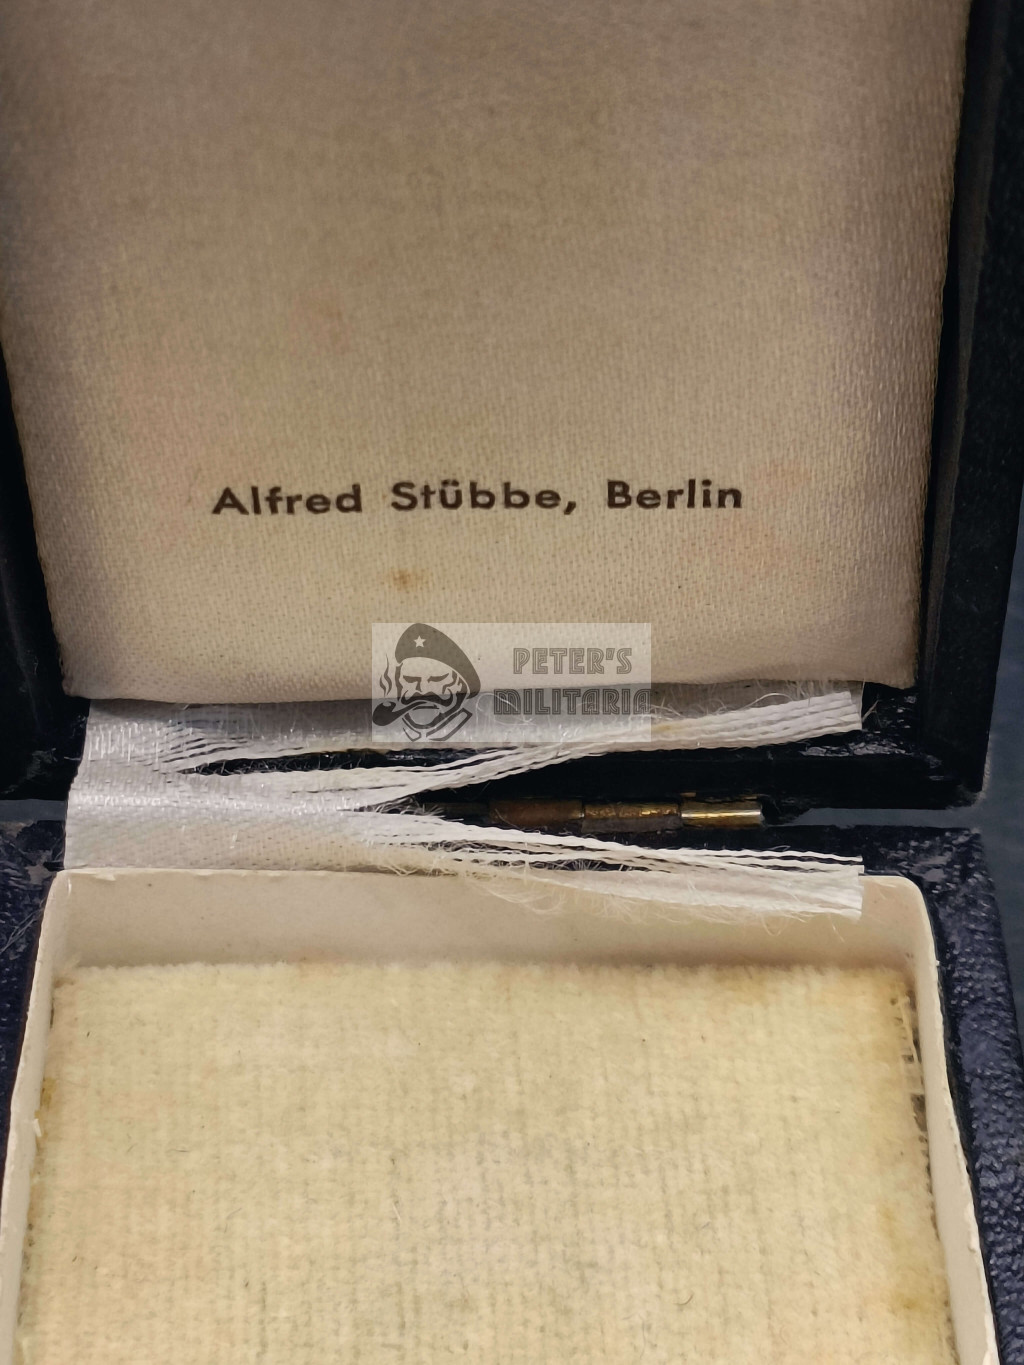 Alfred Stübbe, Berlin
PETER'S
MILITARIA